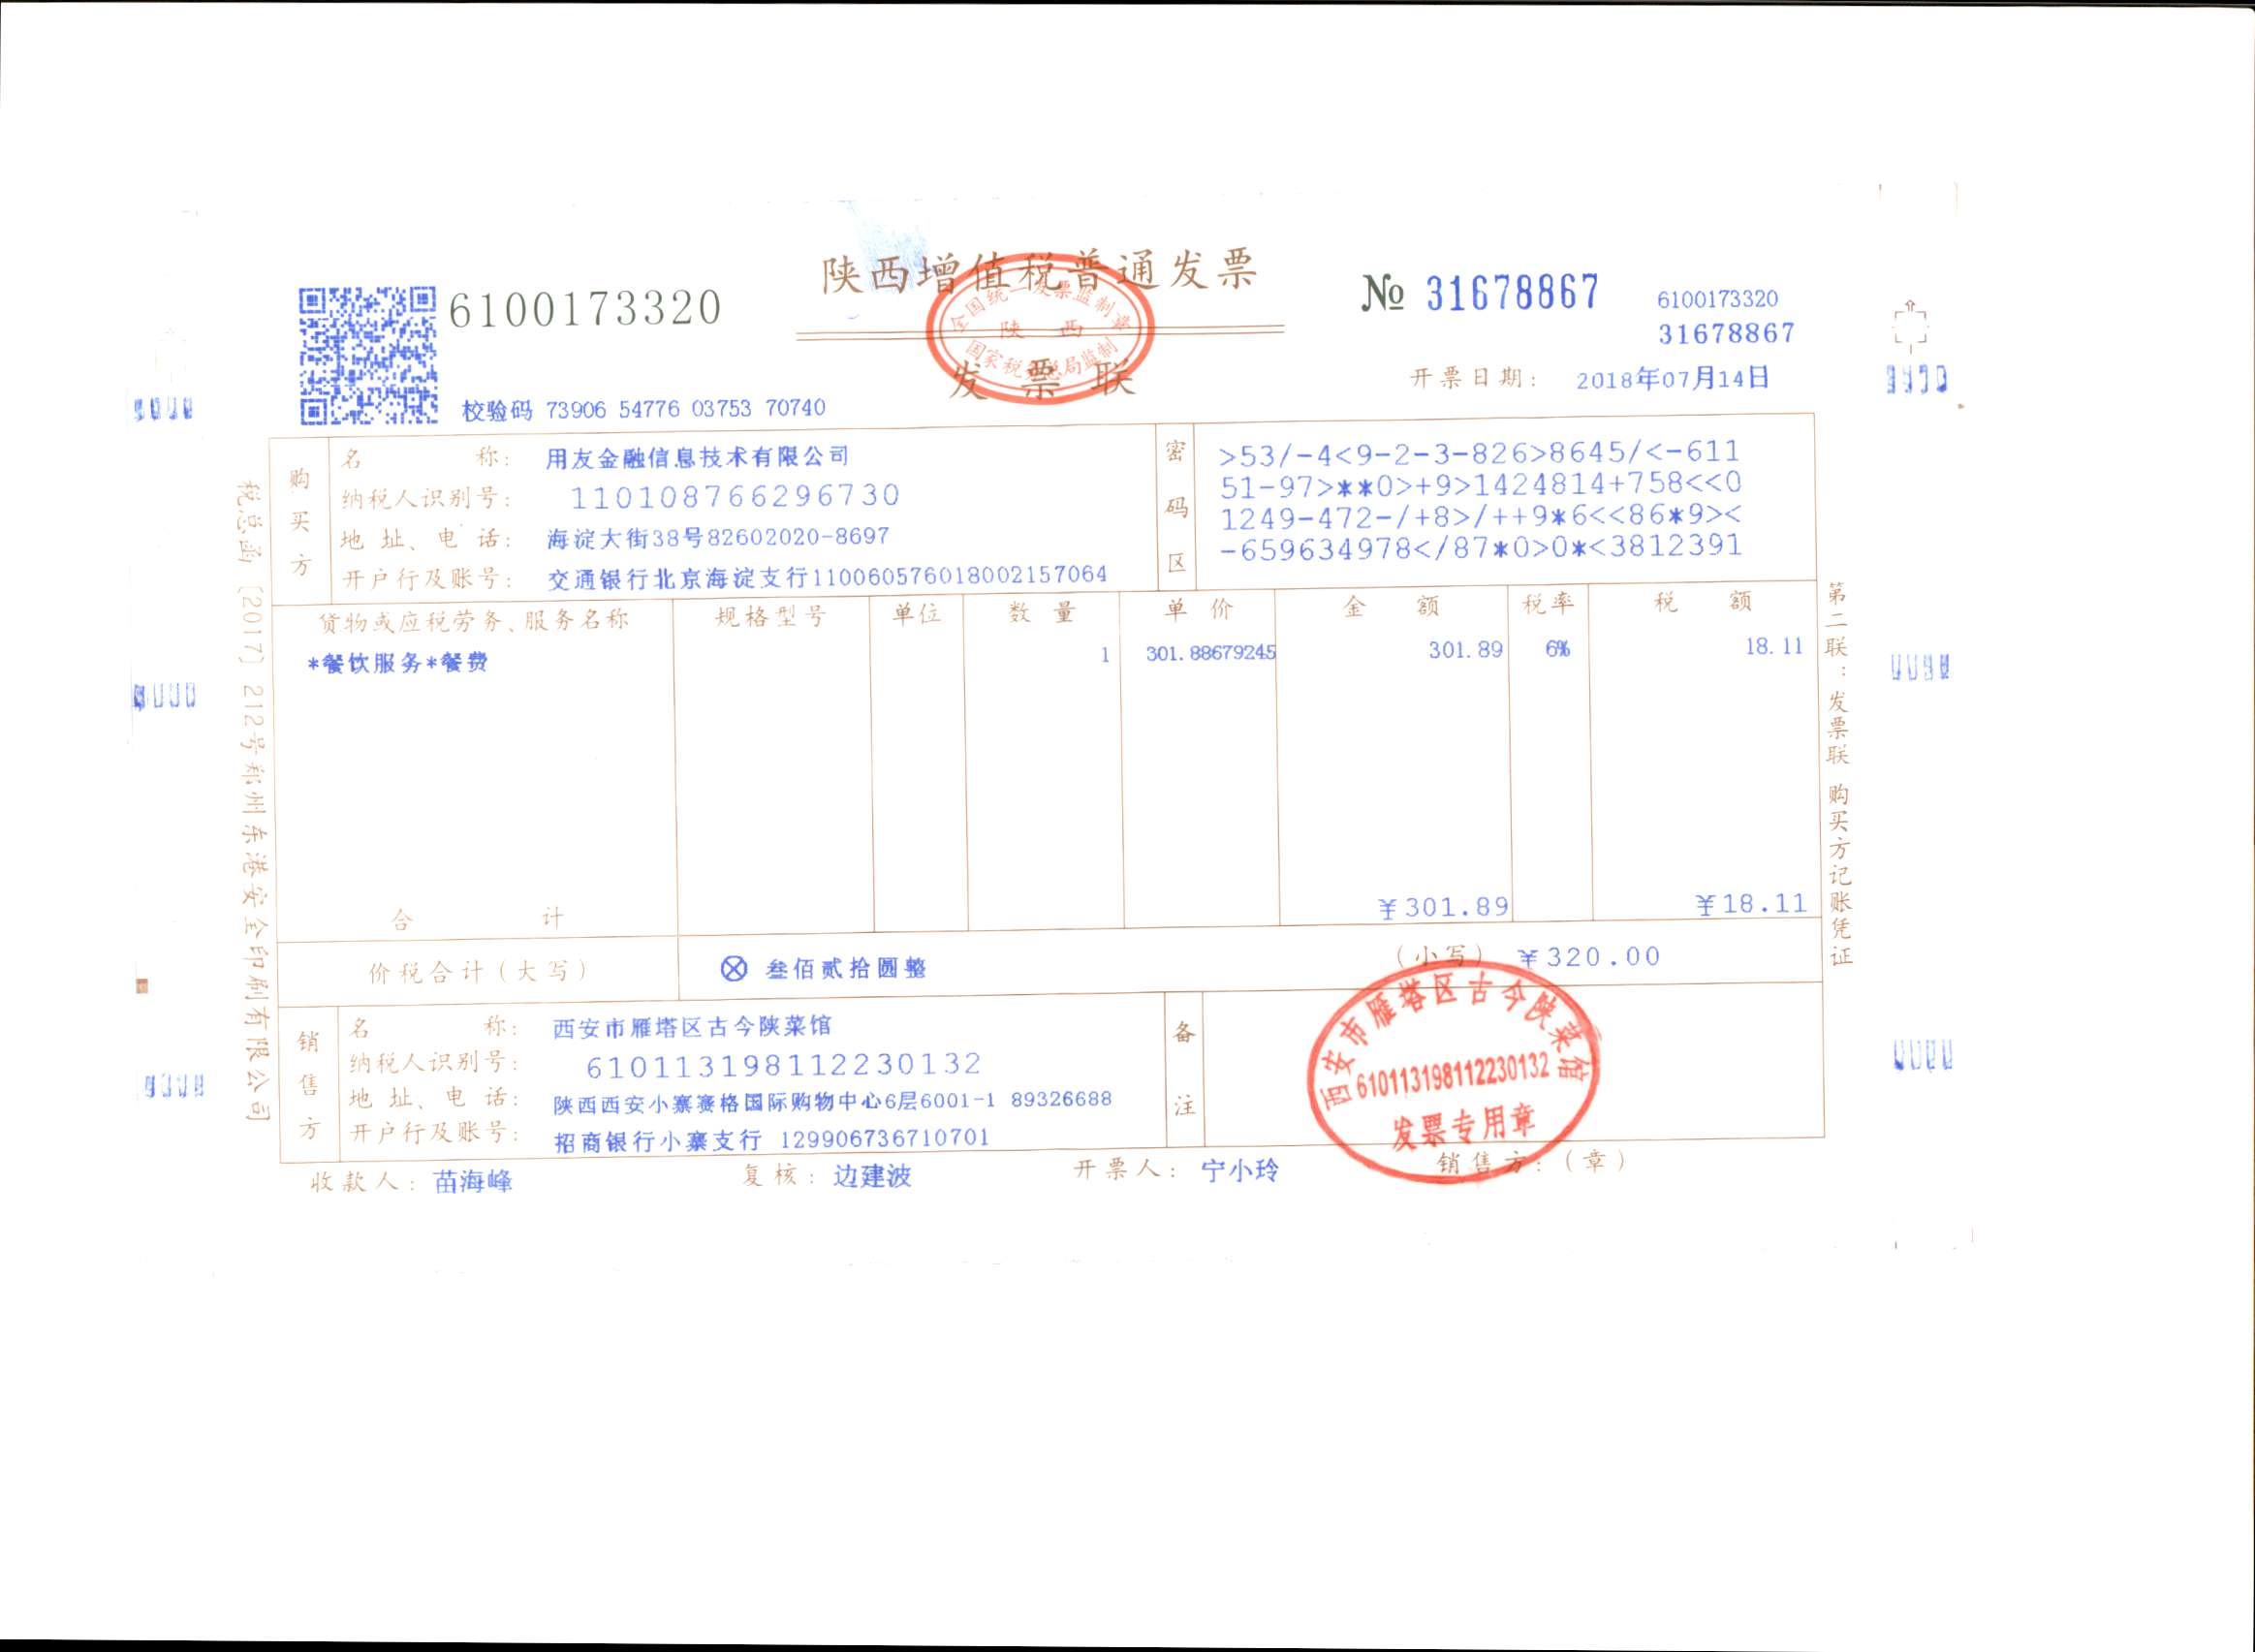 陕西增值税普通发票
6100173320
№ 31678867
6100173320
31678867
全国统一发票监制章
陕 西
国家税务总局监制
发票联
开票日期: 2018年07月14日
校验码 73906 54776 03753 70740
购买方
名称: 用友金融信息技术有限公司
纳税人识别号: 110108766296730
地址、电话: 海淀大街38号82602020-8697
开户行及账号: 交通银行北京海淀支行110060576018002157064
密码区
>53/-4<9-2-3-826>8645/<-611
51-97>**0>+9>1424814+758<<0
1249-472-/+8>/++9*6<<86*9><
-659634978</87*0>0*<3812391
货物或应税劳务、服务名称 规格型号 单位 数量 单价 金额 税率 税额
*餐饮服务*餐费 1 301.88679245 301.89 6% 18.11
合计 ¥301.89 ¥18.11
价税合计(大写) ⊗ 叁佰贰拾圆整 (小写) ¥320.00
销售方
名称: 西安市雁塔区古今陕菜馆
纳税人识别号: 610113198112230132
地址、电话: 陕西西安小寨赛格国际购物中心6层6001-1 89326688
开户行及账号: 招商银行小寨支行 129906736710701
备注
西安市雁塔区古今陕菜馆
610113198112230132
发票专用章
收款人: 苗海峰 复核: 边建波 开票人: 宁小玲 销售方:(章)
税总函〔2017〕212号郑州东港安全印刷有限公司
第二联:发票联 购买方记账凭证